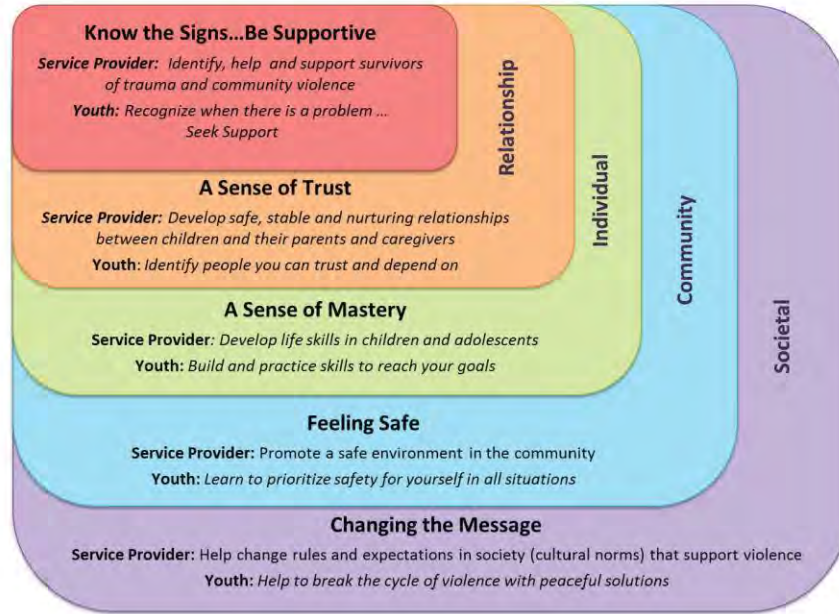 Know the Signs...Be Supportive
Service Provider: Identify, help and support survivors
of trauma and community violence
Youth: Recognize when there is a problem ...
Seek Support
Relationship
A Sense of Trust
Service Provider: Develop safe, stable and nurturing relationships
between children and their parents and caregivers
Youth: Identify people you can trust and depend on
Individual
A Sense of Mastery
Service Provider: Develop life skills in children and adolescents
Youth: Build and practice skills to reach your goals
Community
Feeling Safe
Service Provider: Promote a safe environment in the community
Youth: Learn to prioritize safety for yourself in all situations
Societal
Changing the Message
Service Provider: Help change rules and expectations in society (cultural norms) that support violence
Youth: Help to break the cycle of violence with peaceful solutions